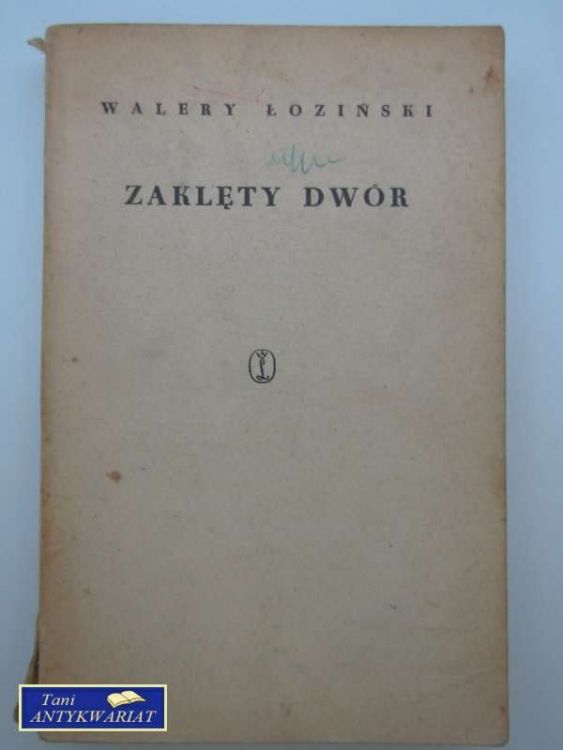 WALERY ŁOZIŃSKI
ZAKLĘTY DWÓR
Tani
ANTYKWARIAT